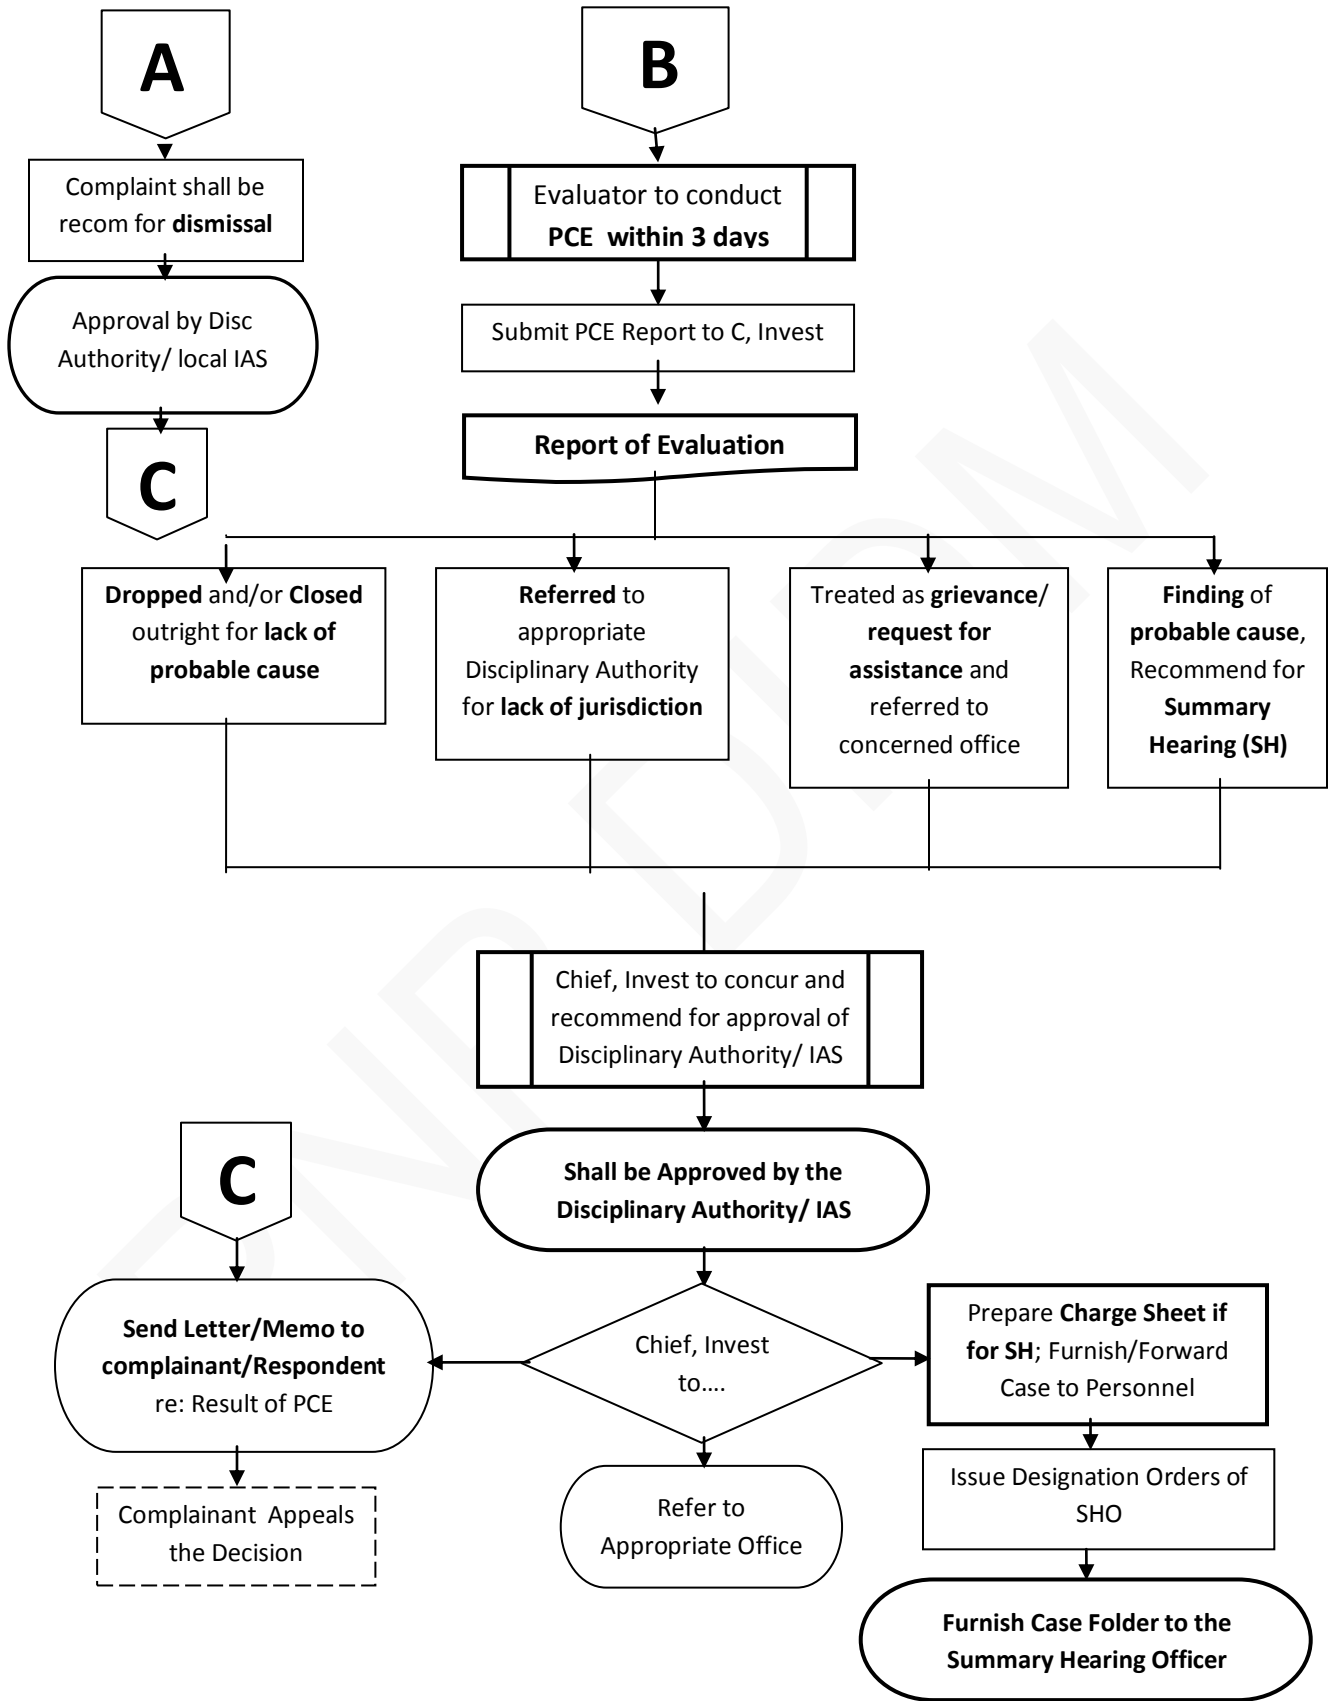 A
Complaint shall be
recom for dismissal
Approval by Disc
Authority/ local IAS
C
B
Evaluator to conduct
PCE within 3 days
Submit PCE Report to C, Invest
Report of Evaluation
Dropped and/or Closed
outright for lack of
probable cause
Referred to
appropriate
Disciplinary Authority
for lack of jurisdiction
Treated as grievance/
request for
assistance and
referred to
concerned office
Finding of
probable cause,
Recommend for
Summary
Hearing (SH)
Chief, Invest to concur and
recommend for approval of
Disciplinary Authority/ IAS
Shall be Approved by the
Disciplinary Authority/ IAS
C
Send Letter/Memo to
complainant/Respondent
re: Result of PCE
Complainant Appeals
the Decision
Chief, Invest
to....
Refer to
Appropriate Office
Prepare Charge Sheet if
for SH; Furnish/Forward
Case to Personnel
Issue Designation Orders of
SHO
Furnish Case Folder to the
Summary Hearing Officer
PNP DIDM